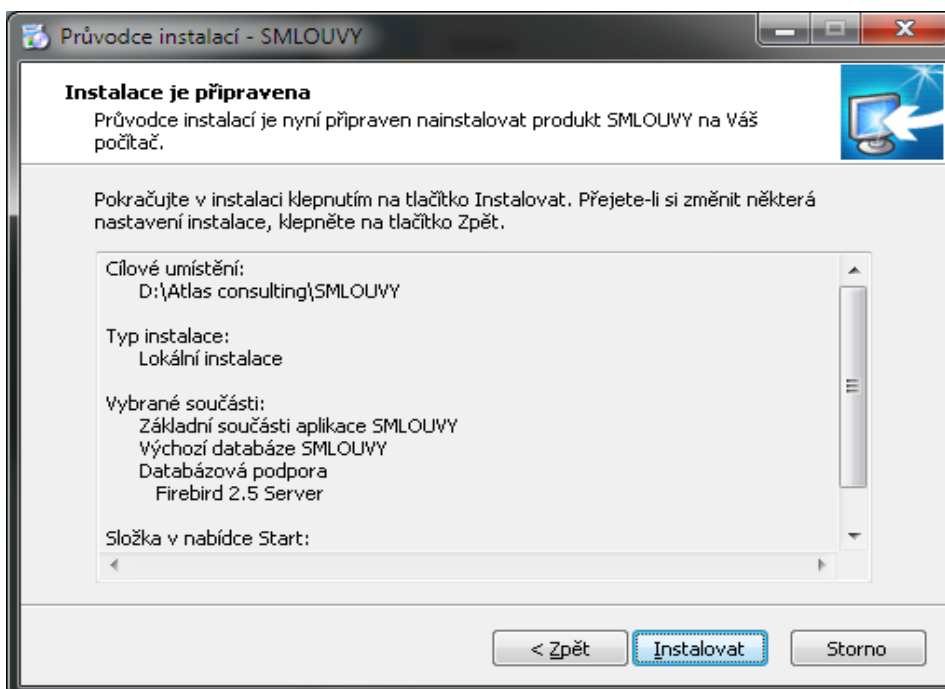 Průvodce instalací - SMLOUVY
Instalace je připravena
Průvodce instalací je nyní připraven nainstalovat produkt SMLOUVY na Váš
počítač.
Pokračujte v instalaci klepnutím na tlačítko Instalovat. Přejete-li si změnit některá
nastavení instalace, klepněte na tlačítko Zpět.
Cílové umístění:
D:\Atlas consulting\SMLOUVY
Typ instalace:
Lokální instalace
Vybrané součásti:
Základní součásti aplikace SMLOUVY
Výchozí databáze SMLOUVY
Databázová podpora
Firebird 2.5 Server
Složka v nabídce Start:
< Zpět Instalovat Storno